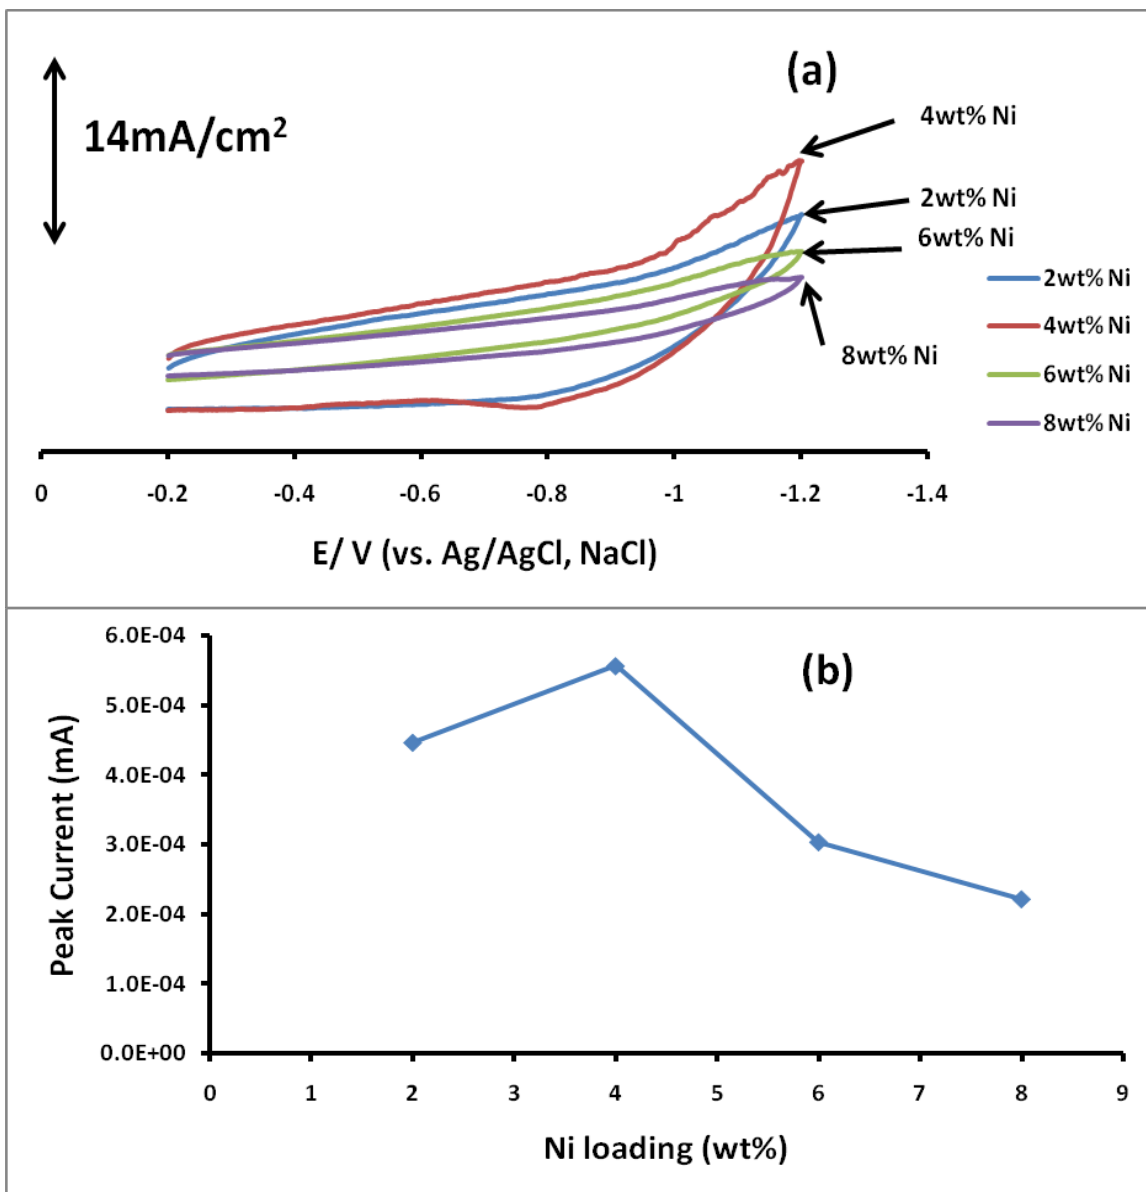 (a)
14mA/cm²
4wt% Ni
2wt% Ni
6wt% Ni
8wt% Ni
2wt% Ni
4wt% Ni
6wt% Ni
8wt% Ni
0 -0.2 -0.4 -0.6 -0.8 -1 -1.2 -1.4
E/ V (vs. Ag/AgCl, NaCl)
(b)
Peak Current (mA)
6.0E-04
5.0E-04
4.0E-04
3.0E-04
2.0E-04
1.0E-04
0.0E+00
0 1 2 3 4 5 6 7 8 9
Ni loading (wt%)